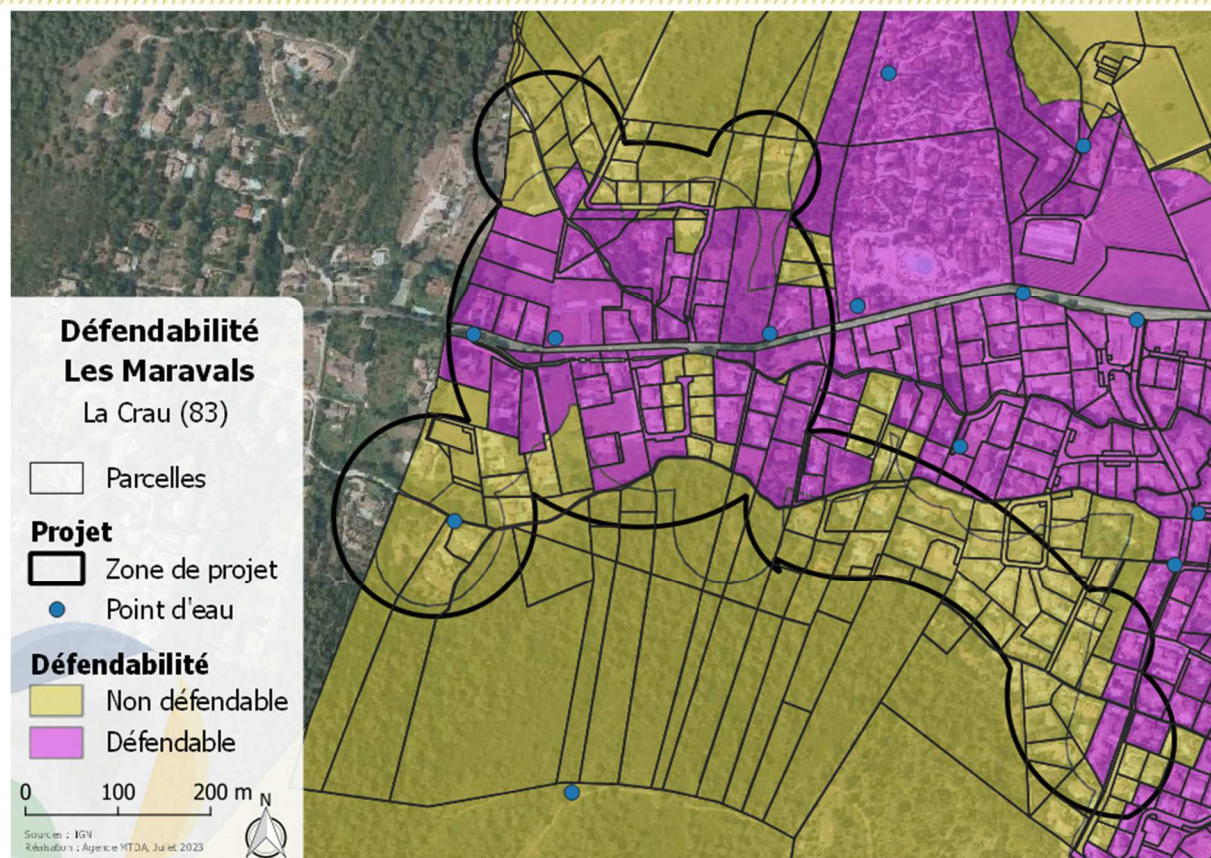 Défendabilité
Les Maravals
La Crau (83)
Parcelles
Projet
Zone de projet
Point d'eau
Défendabilité
Non défendable
Défendable
0 100 200 m N
Sources : IGN
Réalisation : Agence MTDA, Juillet 2023